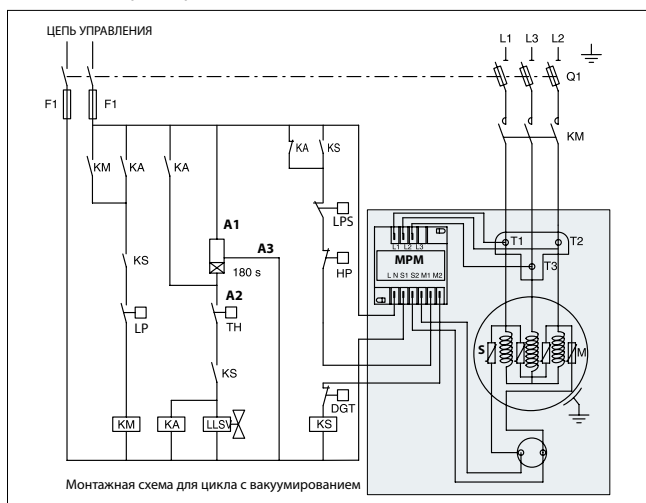 ЦЕПЬ УПРАВЛЕНИЯ
L1 L3 L2
F1 F1
Q1
KM
KM KA KA KA KS
A1
A3
LPS
180 s
HP
A2
KS
LP
TH
KS
DGT
KM KA LLSV KS
L1 L2 L3
MPM
L N S1 S2 M1 M2
T1 T2
T3
S M
Монтажная схема для цикла с вакуумированием